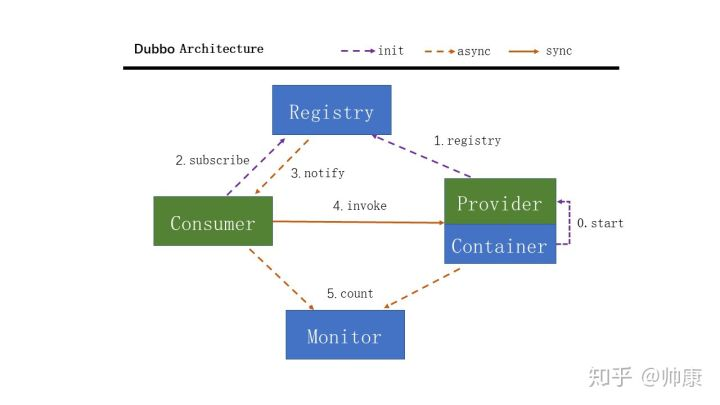 Dubbo Architecture
init
async
sync
Registry
1.registry
2.subscribe
3.notify
4.invoke
Consumer
Provider
Container
0.start
5.count
Monitor
知乎 @帅康